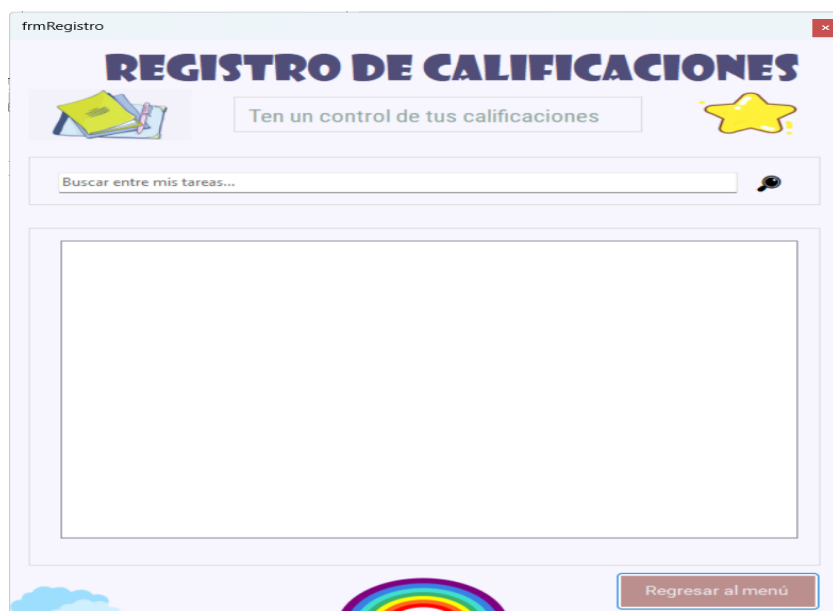 frmRegistro
REGISTRO DE CALIFICACIONES
Ten un control de tus calificaciones
Buscar entre mis tareas...
Regresar al menú